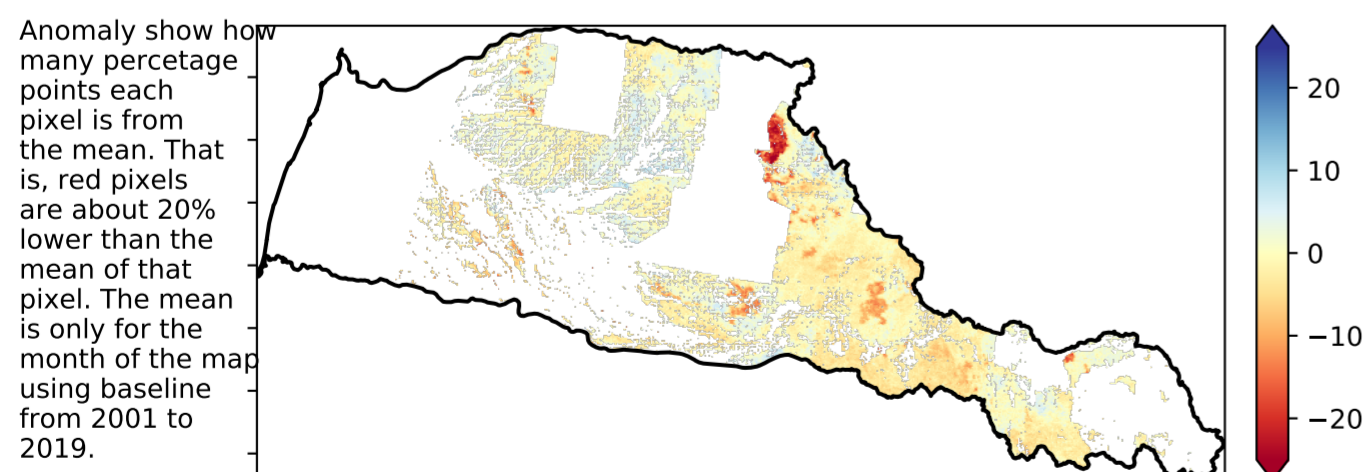 Anomaly show how
many percetage
points each
pixel is from
the mean. That
is, red pixels
are about 20%
lower than the
mean of that
pixel. The mean
is only for the
month of the map
using baseline
from 2001 to
2019.
20
10
0
−10
−20